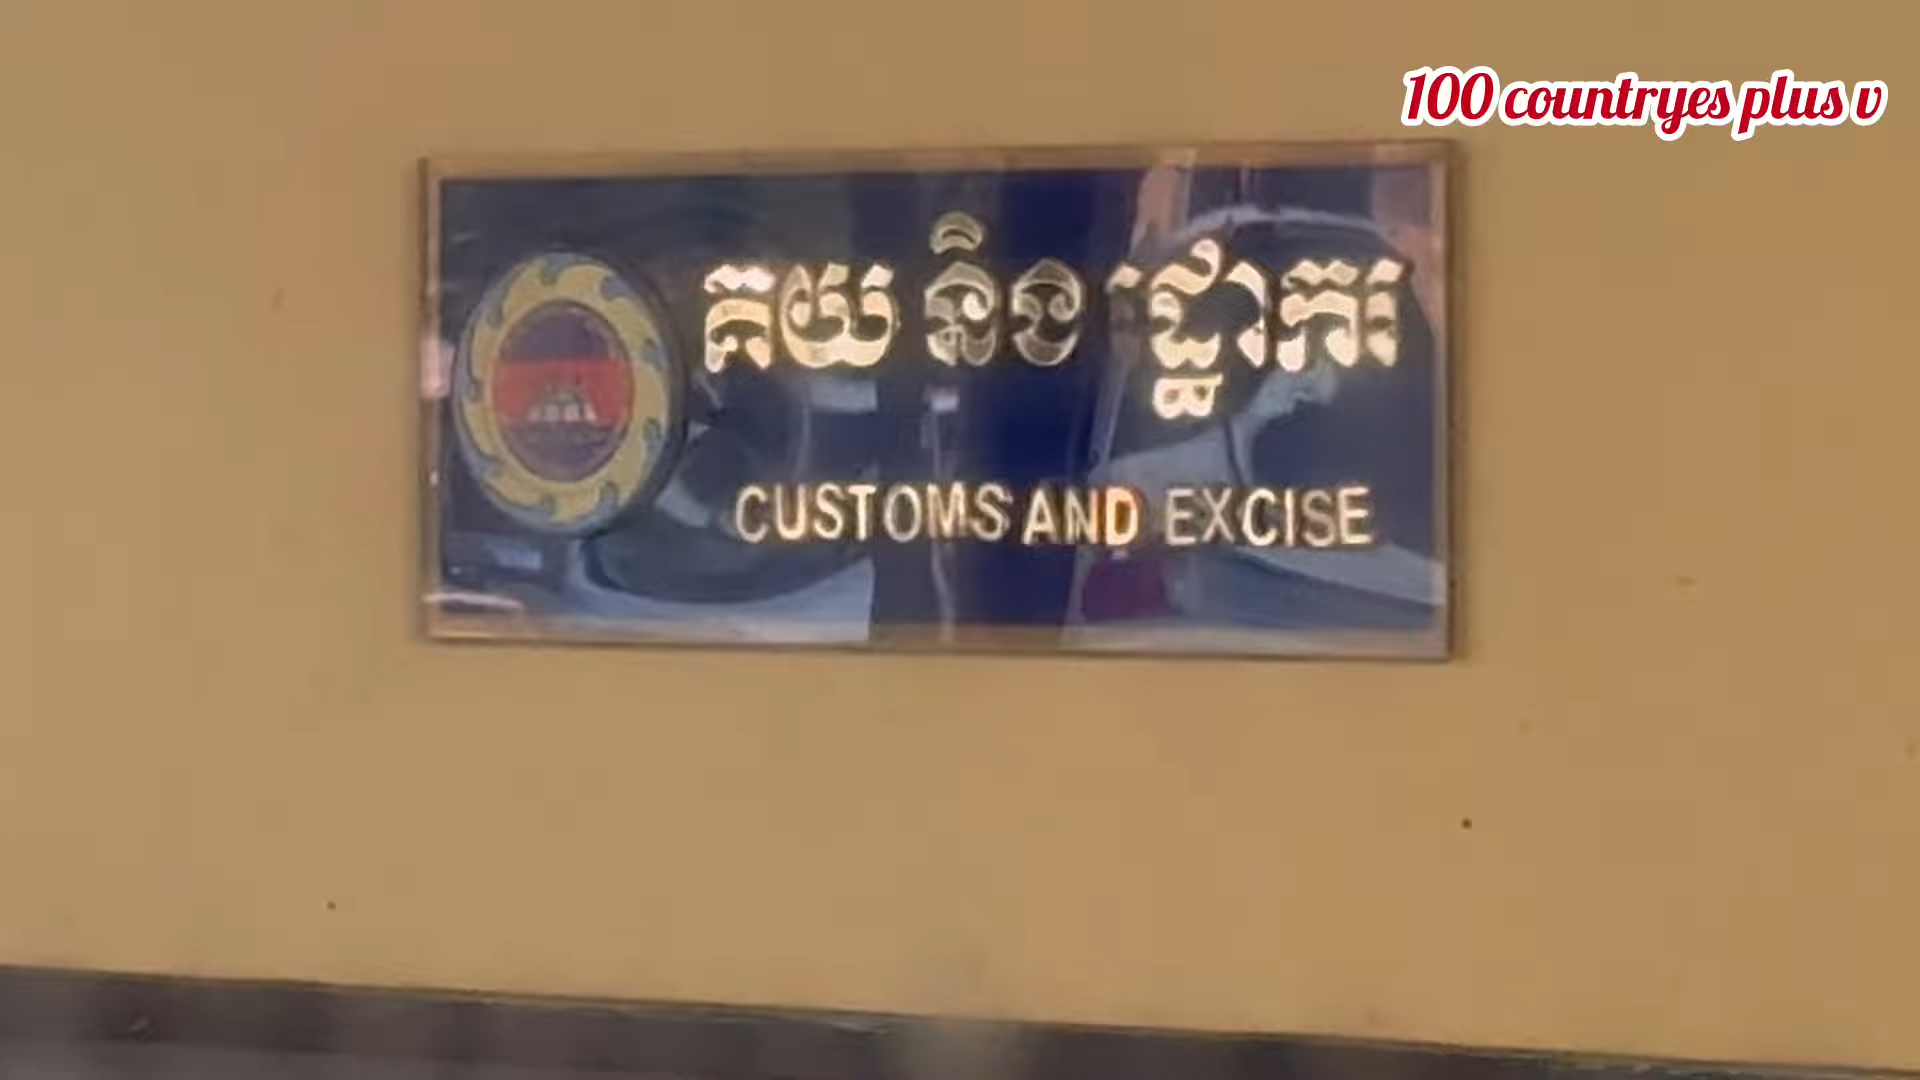 100 countryes plus v
គយ និង រដ្ឋាករ
CUSTOMS AND EXCISE